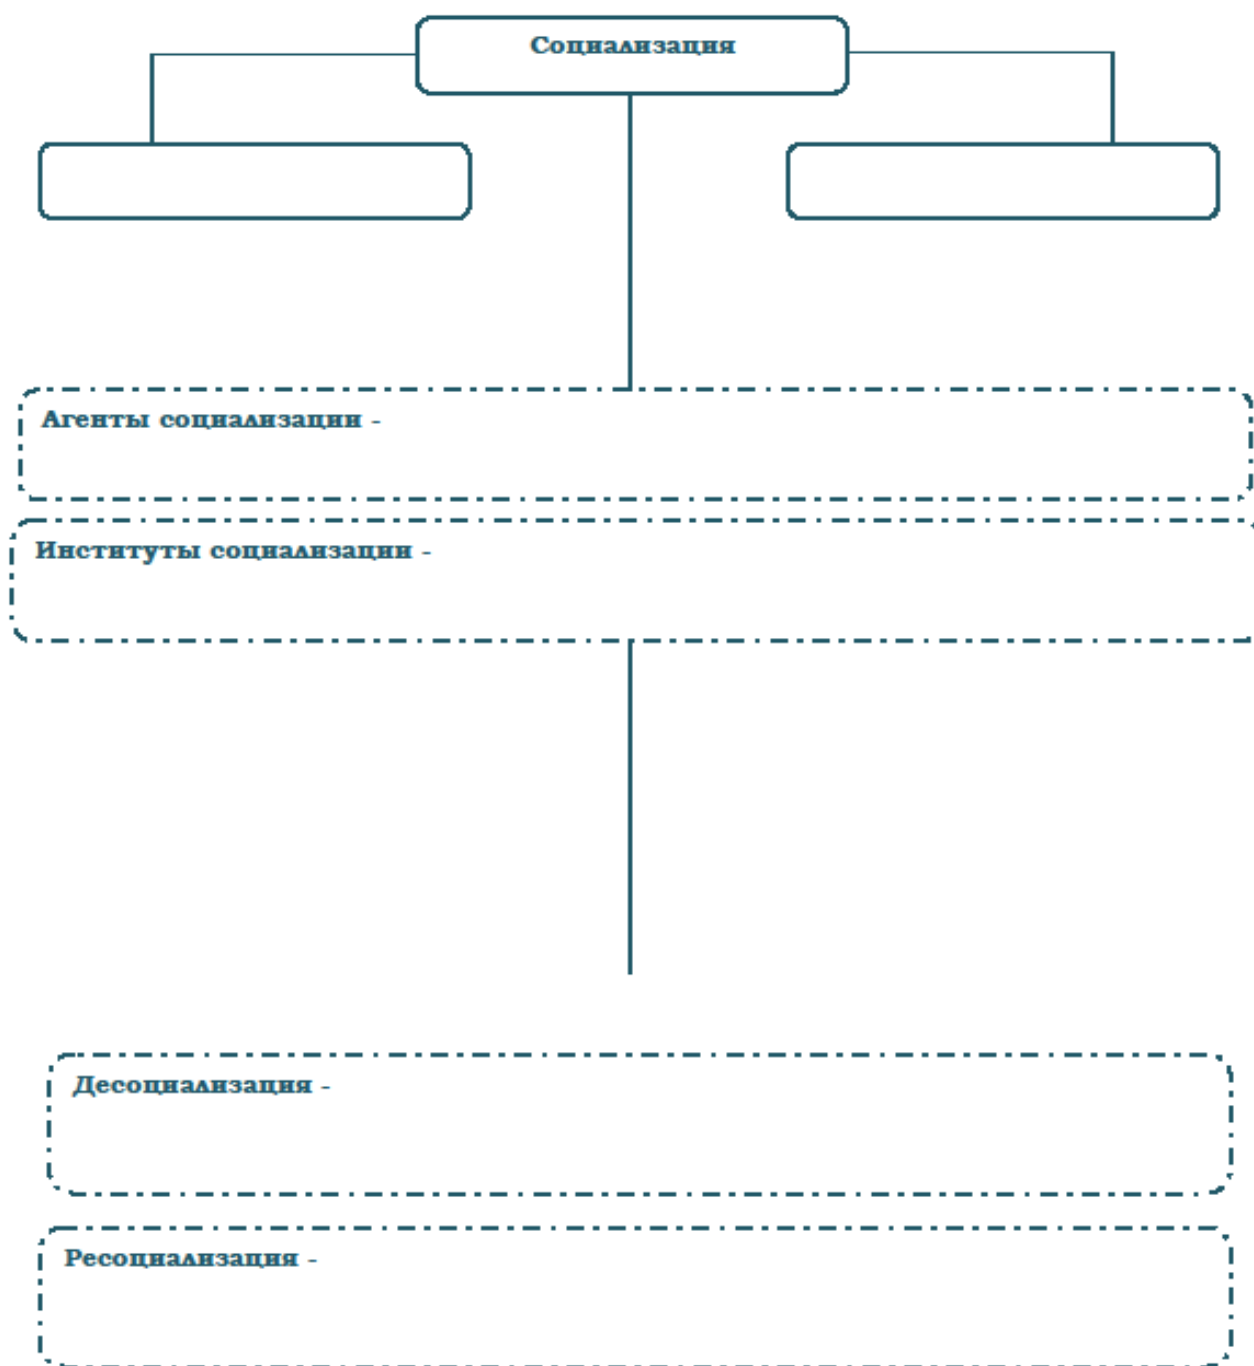 Социализация
Агенты социализации -
Институты социализации -
Десоциализация -
Ресоциализация -